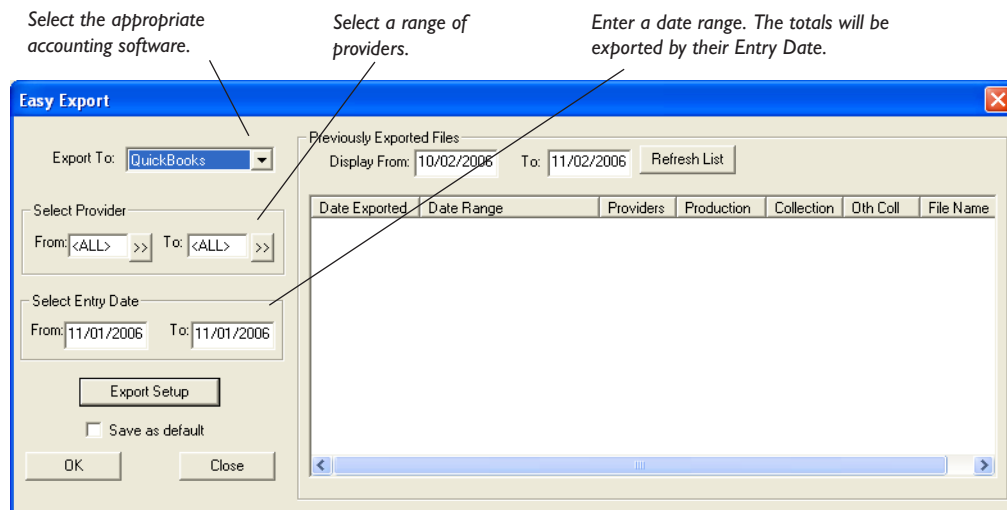 Select the appropriate
accounting software.
Select a range of
providers.
Enter a date range. The totals will be
exported by their Entry Date.
Easy Export
Export To: QuickBooks
Select Provider
From: <ALL> >> To: <ALL> >>
Select Entry Date
From: 11/01/2006 To: 11/01/2006
Export Setup
Save as default
OK Close
Previously Exported Files
Display From: 10/02/2006 To: 11/02/2006 Refresh List
Date Exported Date Range Providers Production Collection Oth Coll File Name